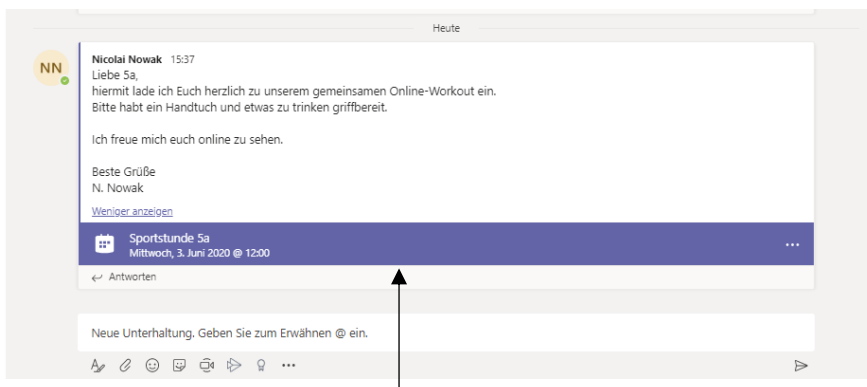 Heute
NN
Nicolai Nowak 15:37
Liebe 5a,
hiermit lade ich Euch herzlich zu unserem gemeinsamen Online-Workout ein.
Bitte habt ein Handtuch und etwas zu trinken griffbereit.
Ich freue mich euch online zu sehen.
Beste Grüße
N. Nowak
Weniger anzeigen
Sportstunde 5a
Mittwoch, 3. Juni 2020 @ 12:00
Antworten
Neue Unterhaltung. Geben Sie zum Erwähnen @ ein.